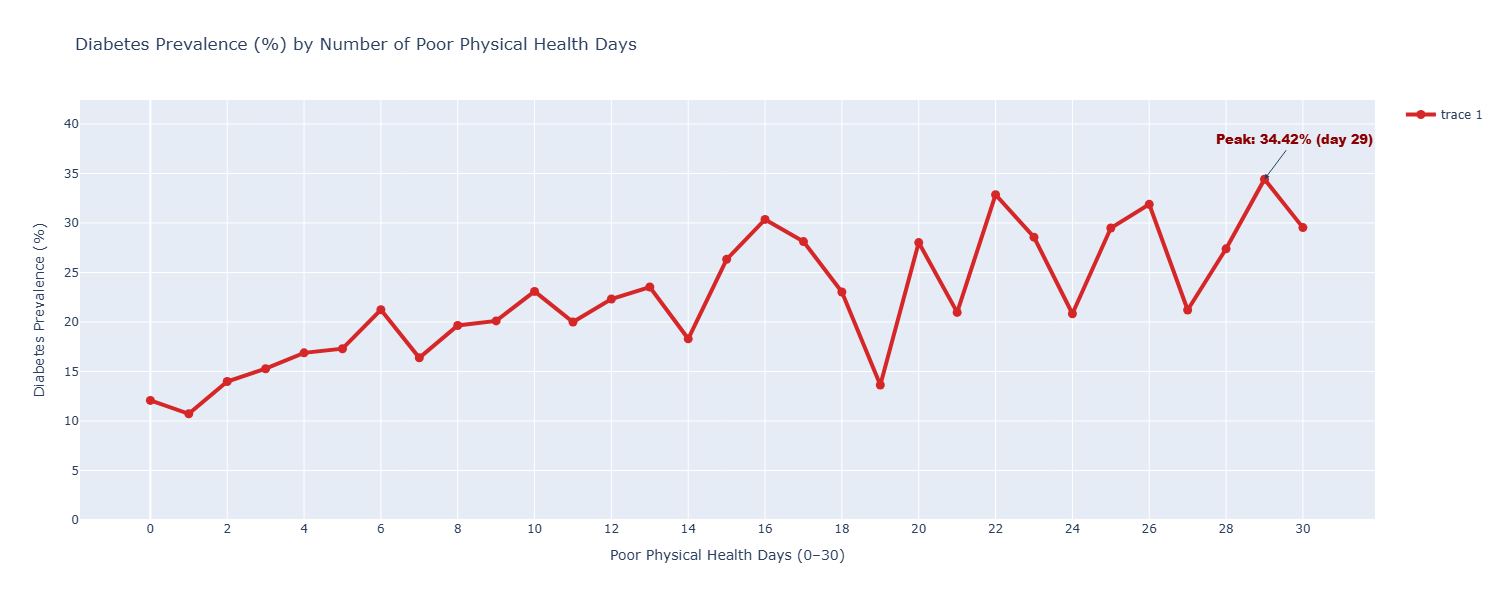 Diabetes Prevalence (%) by Number of Poor Physical Health Days
trace 1
Peak: 34.42% (day 29)
Diabetes Prevalence (%)
40
35
30
25
20
15
10
5
0
0 2 4 6 8 10 12 14 16 18 20 22 24 26 28 30
Poor Physical Health Days (0–30)